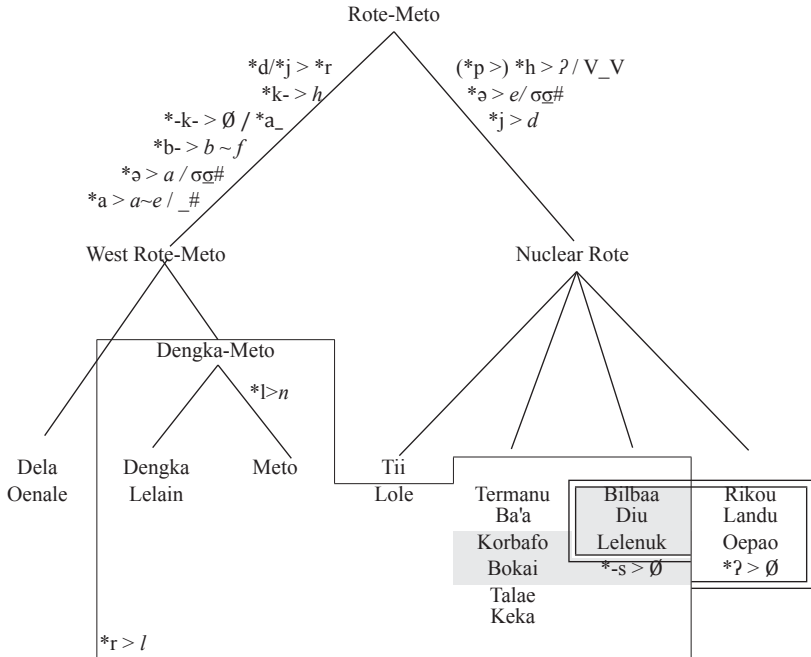 Rote-Meto
*d/*j > *r
*k- > h
*-k- > Ø / *a_
*b- > b ~ f
*ə > a / σσ̲#
*a > a~e / _#
(*p >) *h > ʔ / V_V
*ə > e/ σσ̲#
*j > d
West Rote-Meto
Nuclear Rote
Dengka-Meto
*l>n
Dela
Oenale
Dengka
Lelain
Meto
Tii
Lole
Termanu
Ba'a
Korbafo
Bokai
Talae
Keka
Bilbaa
Diu
Lelenuk
*-s > Ø
Rikou
Landu
Oepao
*ʔ > Ø
*r > l